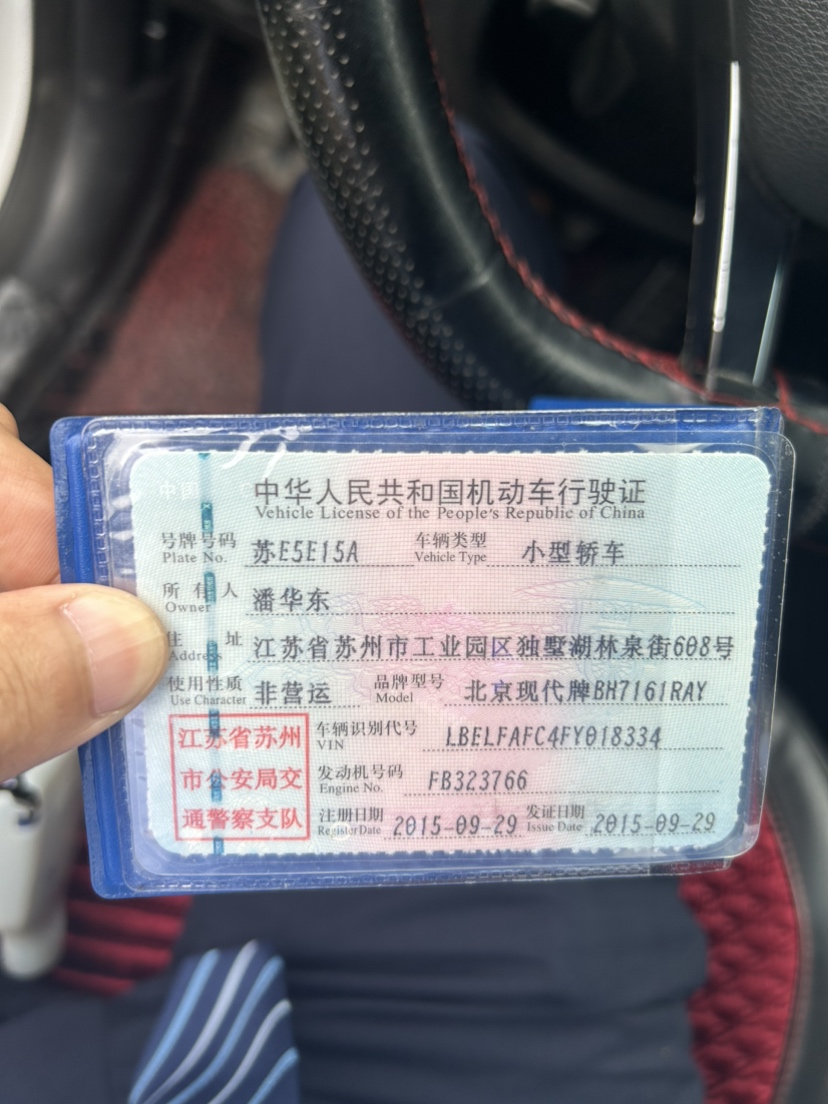 中国
中华人民共和国机动车行驶证
Vehicle License of the People's Republic of China
号牌号码 苏E5E15A 车辆类型 小型轿车
Plate No. Vehicle Type
所有人 潘华东
Owner
住址 江苏省苏州市工业园区独墅湖林泉街608号
Address
使用性质 非营运 品牌型号 北京现代牌BH7161RAY
Use Character Model
江苏省苏州
市公安局交
通警察支队
车辆识别代号 LBELFAFC4FY018334
VIN
发动机号码 FB323766
Engine No.
注册日期 2015-09-29 发证日期 2015-09-29
Register Date Issue Date